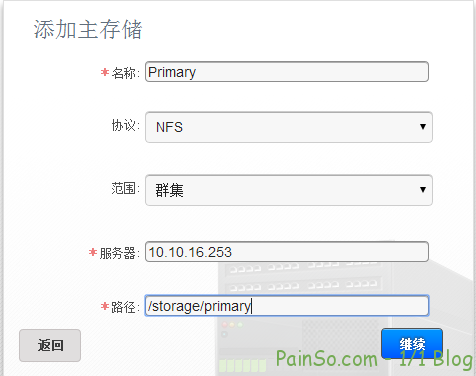 添加主存储
*名称: Primary
协议: NFS
范围: 群集
*服务器: 10.10.16.253
*路径: /storage/primary
返回 继续
PainSo.com - 1/1 Blog